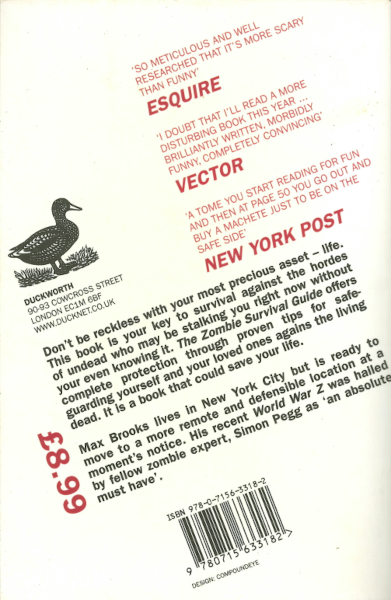 'SO METICULOUS AND WELL
RESEARCHED THAT IT'S MORE SCARY
THAN FUNNY'
ESQUIRE
'I DOUBT THAT I'LL READ A MORE
DISTURBING BOOK THIS YEAR ...
BRILLIANTLY WRITTEN, MORBIDLY
FUNNY, COMPLETELY CONVINCING'
VECTOR
'A TOME YOU START READING FOR FUN
AND THEN AT PAGE 50 YOU GO OUT AND
BUY A MACHETE JUST TO BE ON THE
SAFE SIDE'
NEW YORK POST
DUCKWORTH
90-93 COWCROSS STREET
LONDON EC1M 6BF
WWW.DUCKNET.CO.UK
Don't be reckless with your most precious asset – life.
This book is your key to survival against the hordes
of undead who may be stalking you right now without
your even knowing it. The Zombie Survival Guide offers
complete protection through proven tips for safe-
guarding yourself and your loved ones agains the living
dead. It is a book that could save your life.
Max Brooks lives in New York City but is ready to
move to a more remote and defensible location at a
moment's notice. His recent World War Z was hailed
by fellow zombie expert, Simon Pegg as 'an absolute
must have'.
£8.99
ISBN 978-0-7156-3318-2
9 780715 633182 >
DESIGN: COMPOUNDEYE